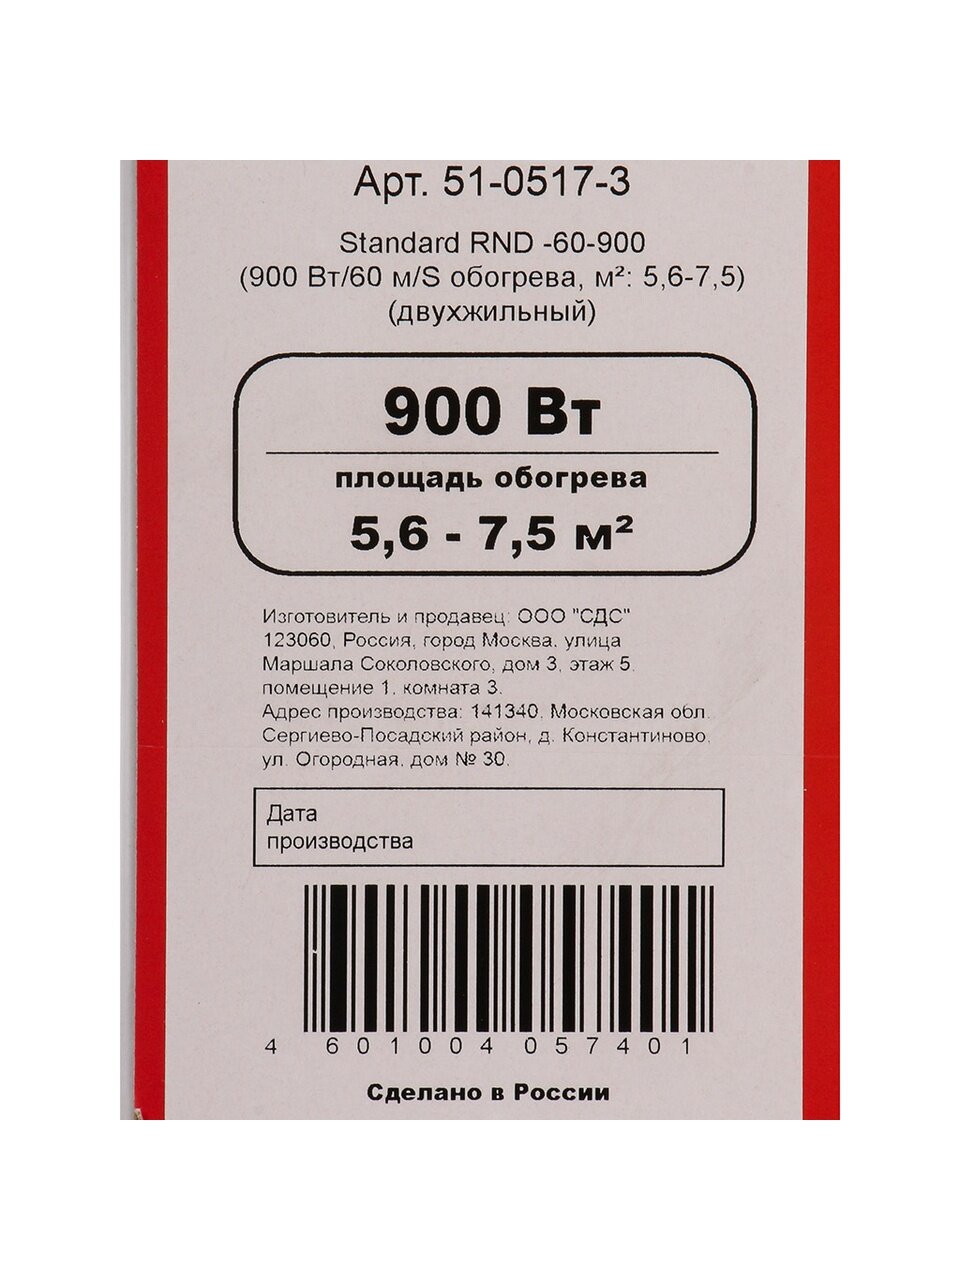 Арт. 51-0517-3
Standard RND -60-900
(900 Вт/60 м/S обогрева, м²: 5,6-7,5)
(двухжильный)
900 Вт
площадь обогрева
5,6 - 7,5 м²
Изготовитель и продавец: ООО "СДС"
123060, Россия, город Москва, улица
Маршала Соколовского, дом 3, этаж 5,
помещение 1, комната 3.
Адрес производства: 141340, Московская обл.
Сергиево-Посадский район, д. Константиново,
ул. Огородная, дом № 30.
Дата
производства
4 601004 057401
Сделано в России